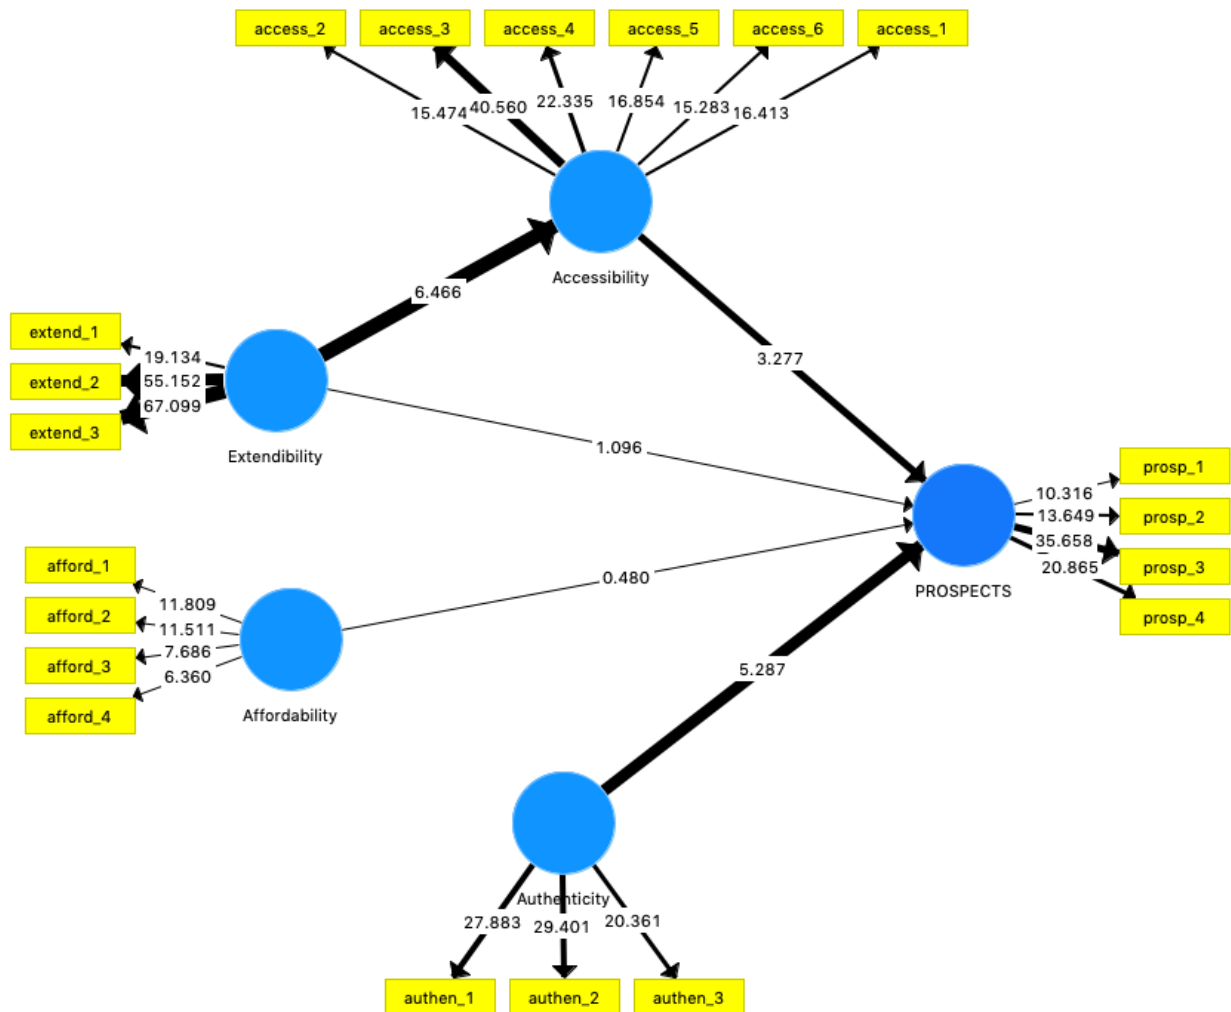 access_2
access_3
access_4
access_5
access_6
access_1
15.474
40.560
22.335
16.854
15.283
16.413
Accessibility
6.466
extend_1
extend_2
extend_3
19.134
55.152
67.099
Extendibility
3.277
1.096
prosp_1
prosp_2
prosp_3
prosp_4
10.316
13.649
35.658
20.865
PROSPECTS
afford_1
afford_2
afford_3
afford_4
11.809
11.511
7.686
6.360
Affordability
0.480
5.287
Authenticity
27.883
29.401
20.361
authen_1
authen_2
authen_3